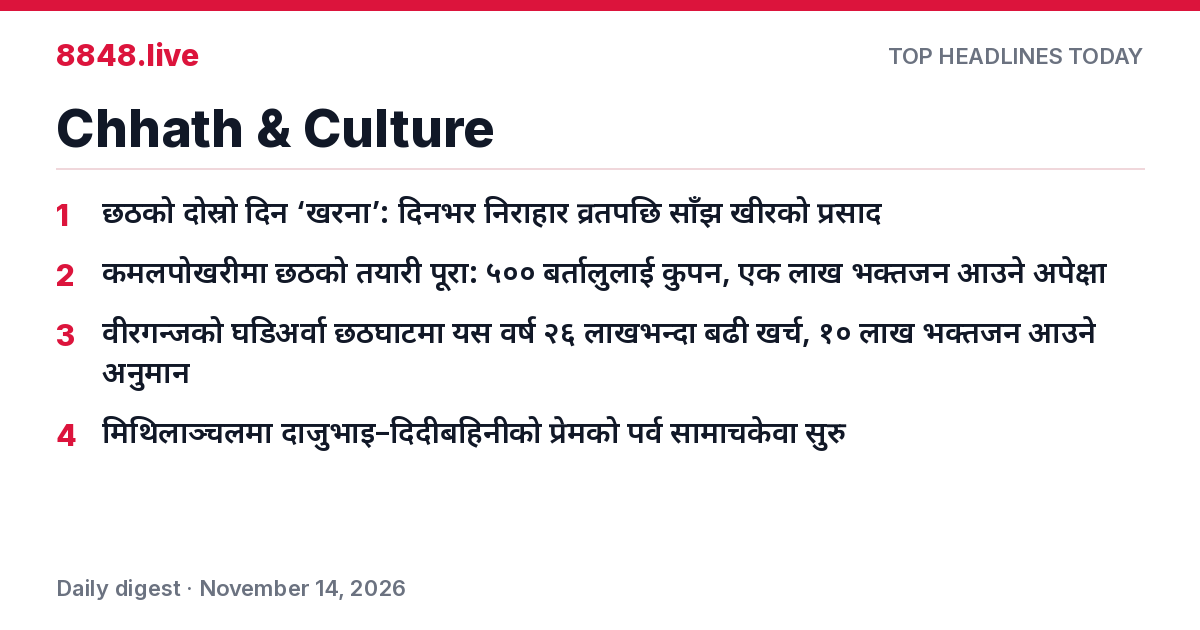 8848.live
TOP HEADLINES TODAY
Chhath & Culture
1 छठको दोस्रो दिन ‘खरना’: दिनभर निराहार व्रतपछि साँझ खीरको प्रसाद
2 कमलपोखरीमा छठको तयारी पूरा: ५०० बर्तालुलाई कुपन, एक लाख भक्तजन आउने अपेक्षा
3 वीरगन्जको घडिअर्वा छठघाटमा यस वर्ष २६ लाखभन्दा बढी खर्च, १० लाख भक्तजन आउने
अनुमान
4 मिथिलाञ्चलमा दाजुभाइ–दिदीबहिनीको प्रेमको पर्व सामाचकेवा सुरु
Daily digest · November 14, 2026